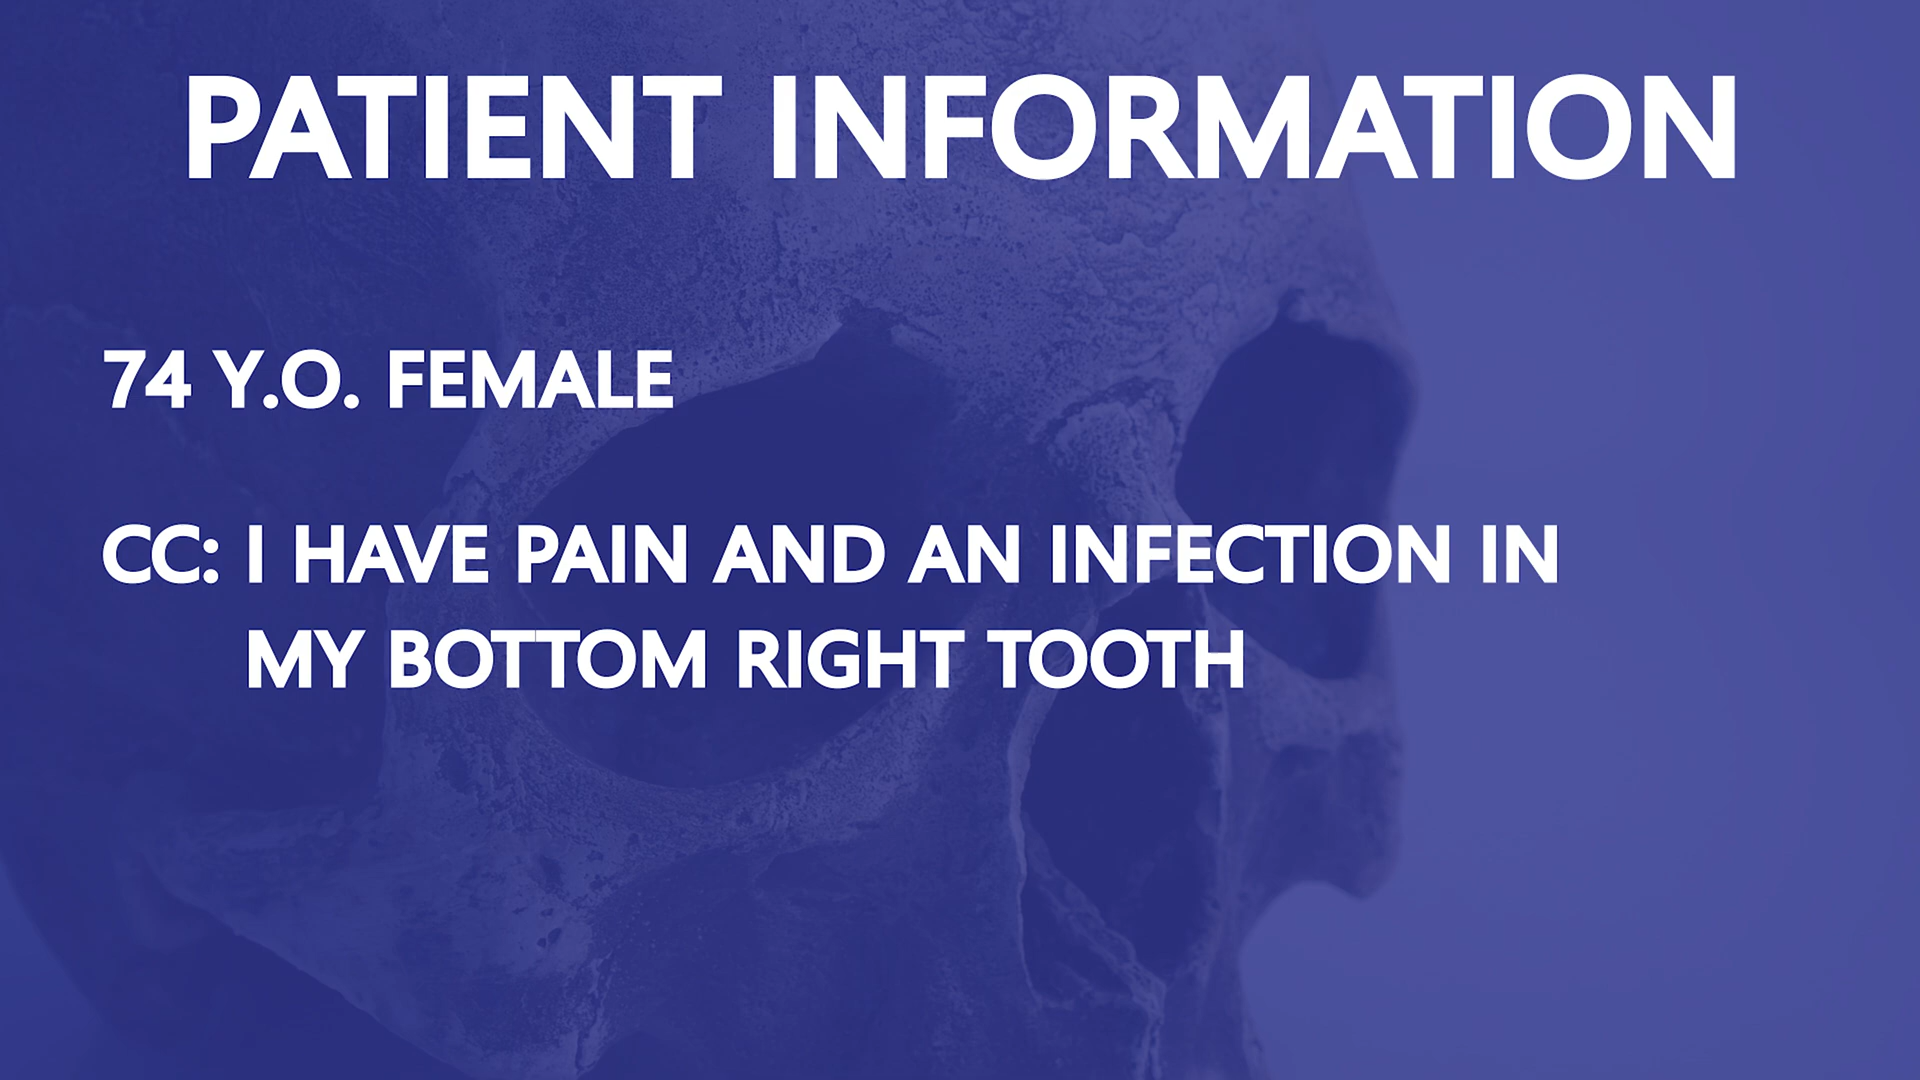 PATIENT INFORMATION
74 Y.O. FEMALE
CC: I HAVE PAIN AND AN INFECTION IN
MY BOTTOM RIGHT TOOTH